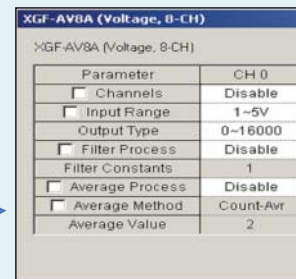 XGF-AV8A (Voltage, 8-CH)
XGF-AV8A (Voltage, 8-CH)
Parameter CH 0
Channels Disable
Input Range 1~5V
Output Type 0~16000
Filter Process Disable
Filter Constants 1
Average Process Disable
Average Method Count-Avr
Average Value 2